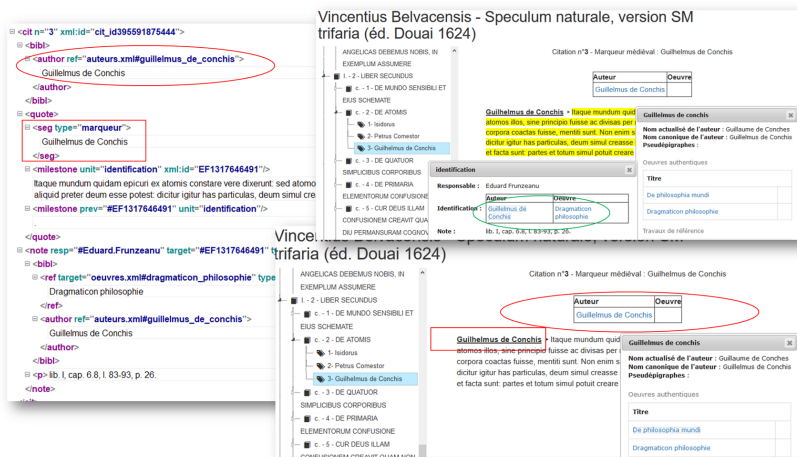 <cit n="3" xml:id="cit_id395591875444">
<bibl>
<author ref="auteurs.xml#guillelmus_de_conchis">
Guillelmus de Conchis
</author>
</bibl>
<quote>
<seg type="marqueur">
Guilhelmus de Conchis
</seg>
<milestone unit="identification" xml:id="EF1317646491"/>
Itaque mundum quidam epicuri ex atomis constare vere dixerunt: sed atomo
aliquid preter deum esse potest: dicitur igitur has particulas, deum simul cre
<milestone prev="#EF1317646491" unit="identification"/>
.
</quote>
<note resp="#Eduard.Frunzeanu" target="#EF1317646491" t
<bibl>
<ref target="oeuvres.xml#dragmaticon_philosophie" type
Dragmaticon philosophie
</ref>
<author ref="auteurs.xml#guillelmus_de_conchis">
Guillelmus de Conchis
</author>
</bibl>
<p> lib. I, cap. 6.8, l. 83-93, p. 26.
</note>
Vincentius Belvacensis - Speculum naturale, version SM
trifaria (éd. Douai 1624)
ANGELICAS DEBEMUS NOBIS, IN
EXEMPLUM ASSUMERE
I. - 2 - LIBER SECUNDUS
c. - 1 - DE MUNDO SENSIBILI ET
EIUS SCHEMATE
c. - 2 - DE ATOMIS
1- Isidorus
2- Petrus Comestor
3- Guilhelmus de Conchis
c. - 3 - DE QUATUOR
SIMPLICIBUS CORPORIBUS
c. - 4 - DE PRIMARIA
ELEMENTORUM CONFUSIONE
c. - 5 - CUR DEUS ILLAM
CONFUSIONEM CREAVIT QUA
DIU PERMANSURAM COGNOV
Citation n°3 - Marqueur médiéval : Guilhelmus de Conchis
Auteur Oeuvre
Guillelmus de Conchis
Guilhelmus de Conchis • Itaque mundum quid
atomos illos, sine principio fuisse ac divisas per
corpora coactas fuisse, mentiti sunt. Non enim s
dicitur igitur has particulas, deum simul creasse
et facta sunt: partes et totum simul potuit creare
identification
Responsable : Eduard Frunzeanu
Auteur Oeuvre
Identification : Guillelmus de Conchis Dragmaticon philosophie
Note : lib. I, cap. 6.8, l. 83-93, p. 26.
Guillelmus de conchis
Nom actualisé de l'auteur : Guillaume de Conches
Nom canonique de l'auteur : Guillelmus de Conchis
Pseudépigraphes :
Oeuvres authentiques
Titre
De philosophia mundi
Dragmaticon philosophie
Travaux de référence
trifaria (éd. Douai 1624)
ANGELICAS DEBEMUS NOBIS, IN
EXEMPLUM ASSUMERE
I. - 2 - LIBER SECUNDUS
c. - 1 - DE MUNDO SENSIBILI ET
EIUS SCHEMATE
c. - 2 - DE ATOMIS
1- Isidorus
2- Petrus Comestor
3- Guilhelmus de Conchis
c. - 3 - DE QUATUOR
SIMPLICIBUS CORPORIBUS
c. - 4 - DE PRIMARIA
ELEMENTORUM CONFUSIONE
c. - 5 - CUR DEUS ILLAM
Citation n°3 - Marqueur médiéval : Guilhelmus de Conchis
Auteur Oeuvre
Guillelmus de Conchis
Guilhelmus de Conchis • Itaque mundum quid
atomos illos, sine principio fuisse ac divisas per
corpora coactas fuisse, mentiti sunt. Non enim s
dicitur igitur has particulas, deum simul creasse
et facta sunt: partes et totum simul potuit creare
Guillelmus de conchis
Nom actualisé de l'auteur : Guillaume de Conches
Nom canonique de l'auteur : Guillelmus de Conchis
Pseudépigraphes :
Oeuvres authentiques
Titre
De philosophia mundi
Dragmaticon philosophie